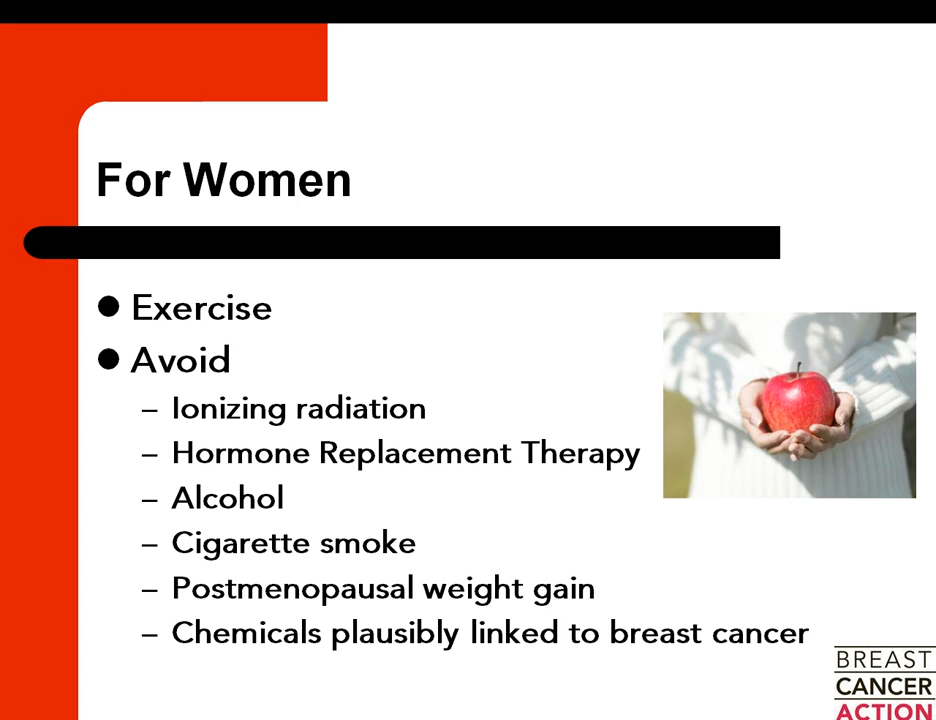 For Women
● Exercise
● Avoid
– Ionizing radiation
– Hormone Replacement Therapy
– Alcohol
– Cigarette smoke
– Postmenopausal weight gain
– Chemicals plausibly linked to breast cancer
BREAST
CANCER
ACTION